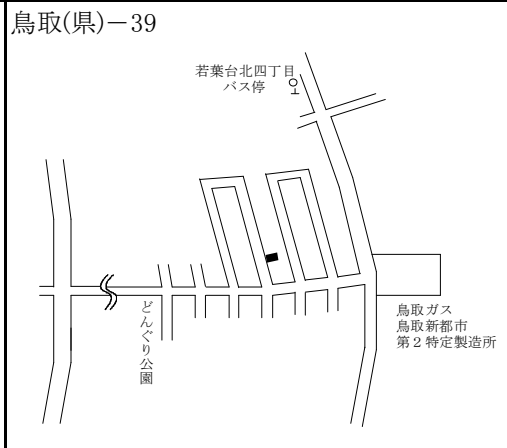 鳥取(県)－39
若葉台北四丁目
バス停
どんぐり公園
鳥取ガス
鳥取新都市
第２特定製造所